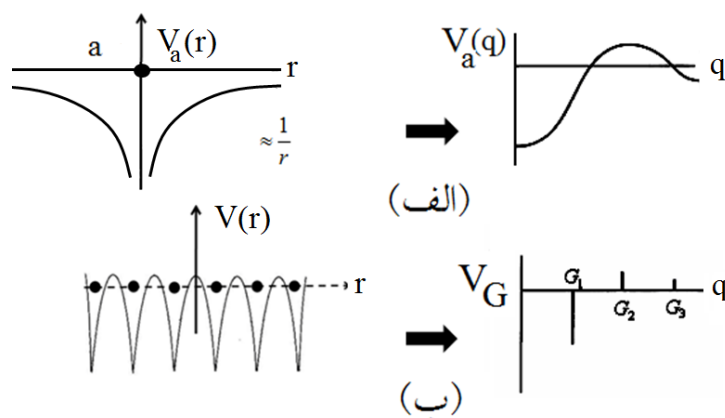 a V_a(r) r
≈ 1/r
V_a(q) q
(الف)
V(r) r
V_G G_1 G_2 G_3 q
(ب)